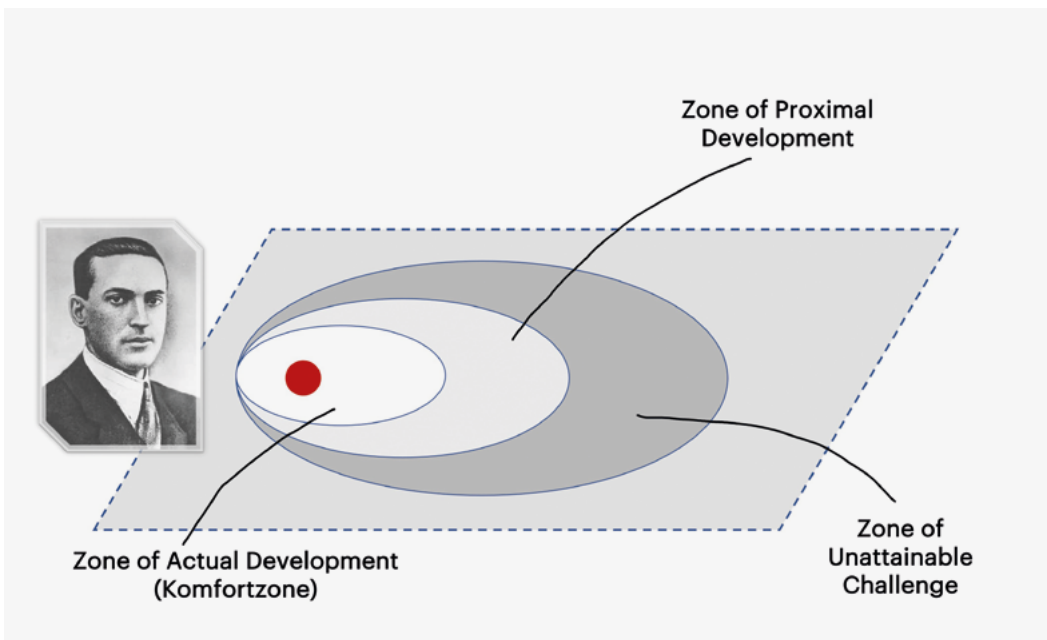 Zone of Proximal
Development
Zone of Actual Development
(Komfortzone)
Zone of
Unattainable
Challenge